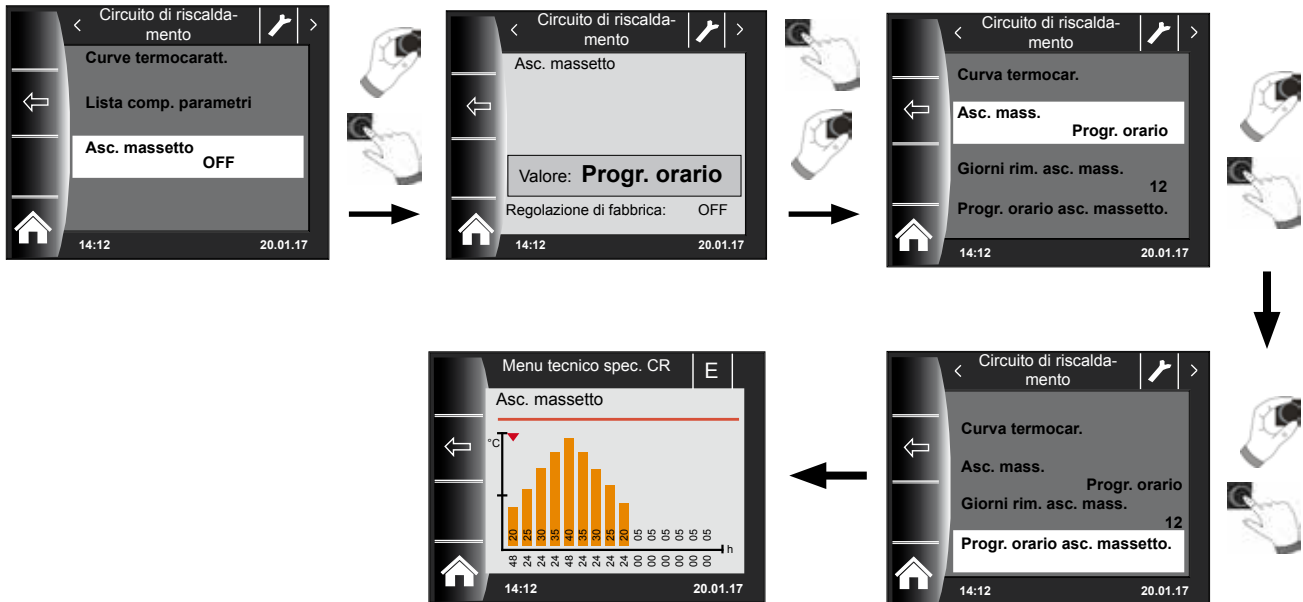 Circuito di riscalda-
mento
Curve termocaratt.
Lista comp. parametri
Asc. massetto
OFF
14:12 20.01.17
Circuito di riscalda-
mento
Asc. massetto
Valore: Progr. orario
Regolazione di fabbrica: OFF
14:12 20.01.17
Circuito di riscalda-
mento
Curva termocar.
Asc. mass.
Progr. orario
Giorni rim. asc. mass.
12
Progr. orario asc. massetto.
14:12 20.01.17
Menu tecnico spec. CR E
Asc. massetto
°C
20 25 30 35 40 35 30 25 20 05 05 05 05 05 05
h
48 24 24 24 48 24 24 24 24 00 00 00 00 00 00
14:12 20.01.17
Circuito di riscalda-
mento
Curva termocar.
Asc. mass.
Progr. orario
Giorni rim. asc. mass.
12
Progr. orario asc. massetto.
14:12 20.01.17